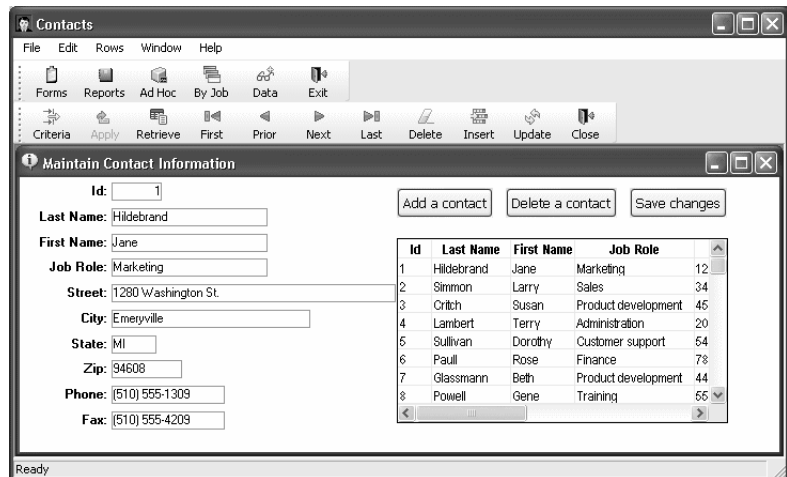 Contacts
File Edit Rows Window Help
Forms Reports Ad Hoc By Job Data Exit
Criteria Apply Retrieve First Prior Next Last Delete Insert Update Close
Maintain Contact Information
Id: 1
Last Name: Hildebrand
First Name: Jane
Job Role: Marketing
Street: 1280 Washington St.
City: Emeryville
State: MI
Zip: 94608
Phone: (510) 555-1309
Fax: (510) 555-4209
Add a contact Delete a contact Save changes
Id Last Name First Name Job Role
1 Hildebrand Jane Marketing 12
2 Simmon Larry Sales 34
3 Critch Susan Product development 45
4 Lambert Terry Administration 20
5 Sullivan Dorothy Customer support 54
6 Paull Rose Finance 78
7 Glassmann Beth Product development 44
8 Powell Gene Training 55
Ready